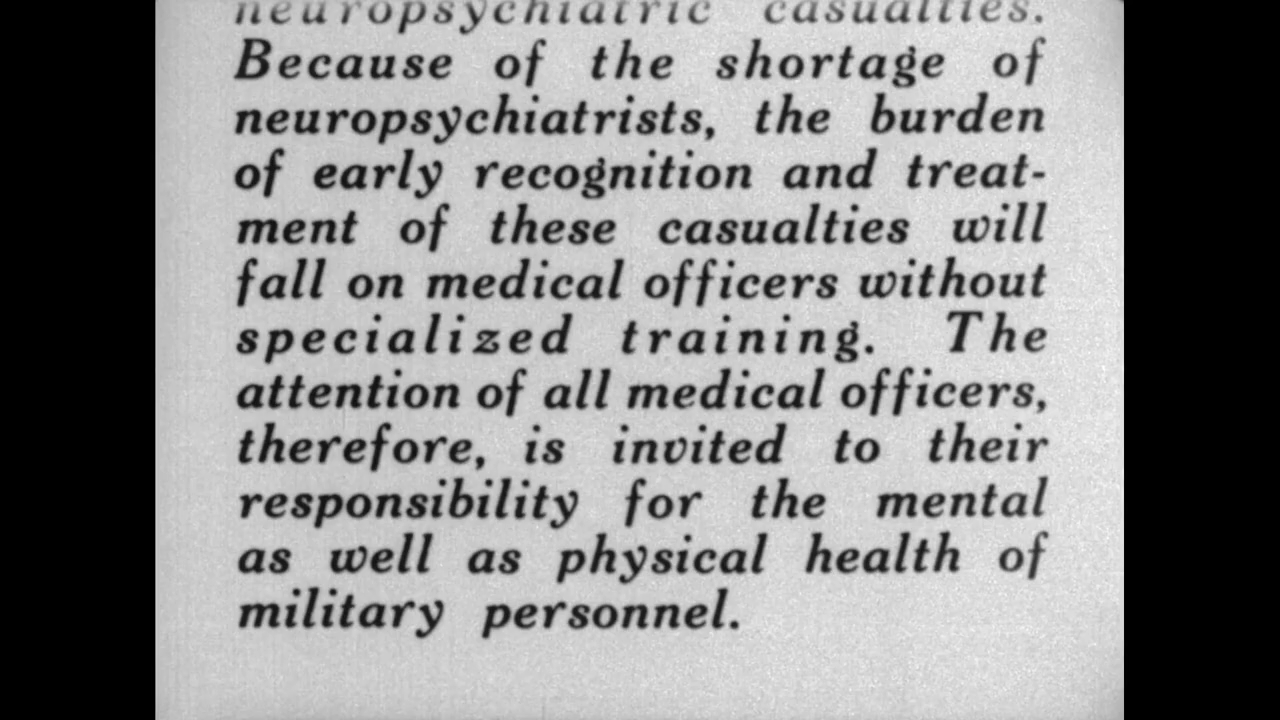 neuropsychiatric casualties.
Because of the shortage of
neuropsychiatrists, the burden
of early recognition and treat-
ment of these casualties will
fall on medical officers without
specialized training. The
attention of all medical officers,
therefore, is invited to their
responsibility for the mental
as well as physical health of
military personnel.